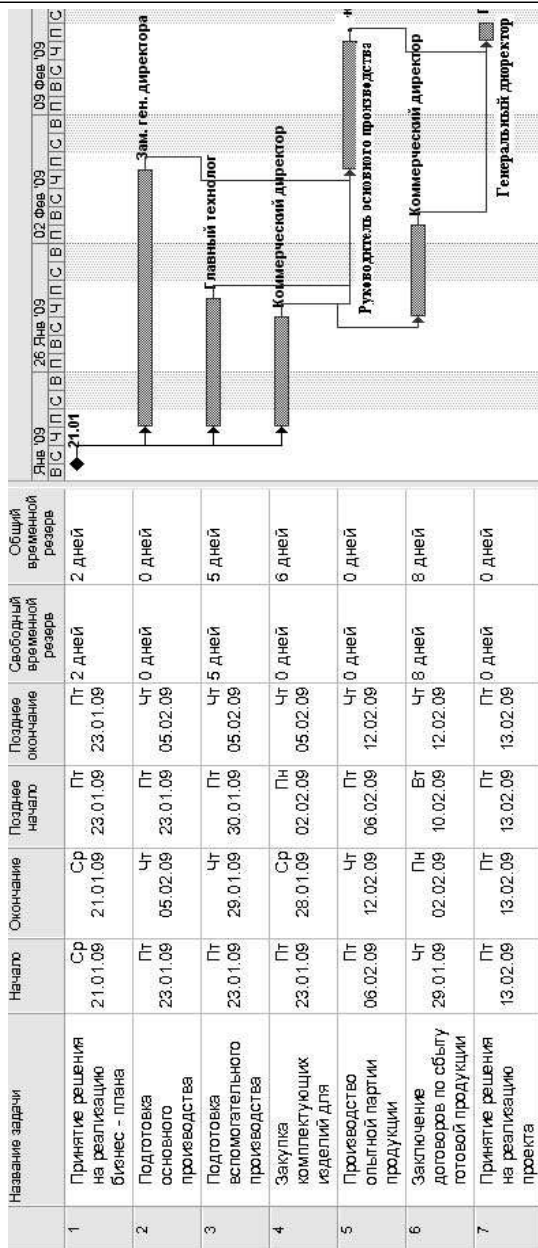 Название задачи Начало Окончание Позднее начало Позднее окончание Свободный временной резерв Общий временной резерв Янв '09 26 Янв '09 02 Фев '09 09 Фев '09
В С Ч П С В П В С Ч П С В П В С Ч П С В П В С Ч П С
1 Принятие решения на реализацию бизнес - плана Ср 21.01.09 Ср 21.01.09 Пт 23.01.09 Пт 23.01.09 2 дней 2 дней 21.01
2 Подготовка основного производства Пт 23.01.09 Чт 05.02.09 Пт 23.01.09 Чт 05.02.09 0 дней 0 дней Зам. ген. директора
3 Подготовка вспомогательного производства Пт 23.01.09 Чт 29.01.09 Пт 30.01.09 Чт 05.02.09 5 дней 5 дней Главный технолог
4 Закупка комплектующих изделий для Пт 23.01.09 Ср 28.01.09 Пн 02.02.09 Чт 05.02.09 0 дней 6 дней Коммерческий директор
5 Производство опытной партии продукции Пт 06.02.09 Чт 12.02.09 Пт 06.02.09 Чт 12.02.09 0 дней 0 дней Руководитель основного производства
6 Заключение договоров по сбыту готовой продукции Чт 29.01.09 Пн 02.02.09 Вт 10.02.09 Чт 12.02.09 8 дней 8 дней Коммерческий директор
7 Принятие решения на реализацию проекта Пт 13.02.09 Пт 13.02.09 Пт 13.02.09 Пт 13.02.09 0 дней 0 дней Генеральный директор